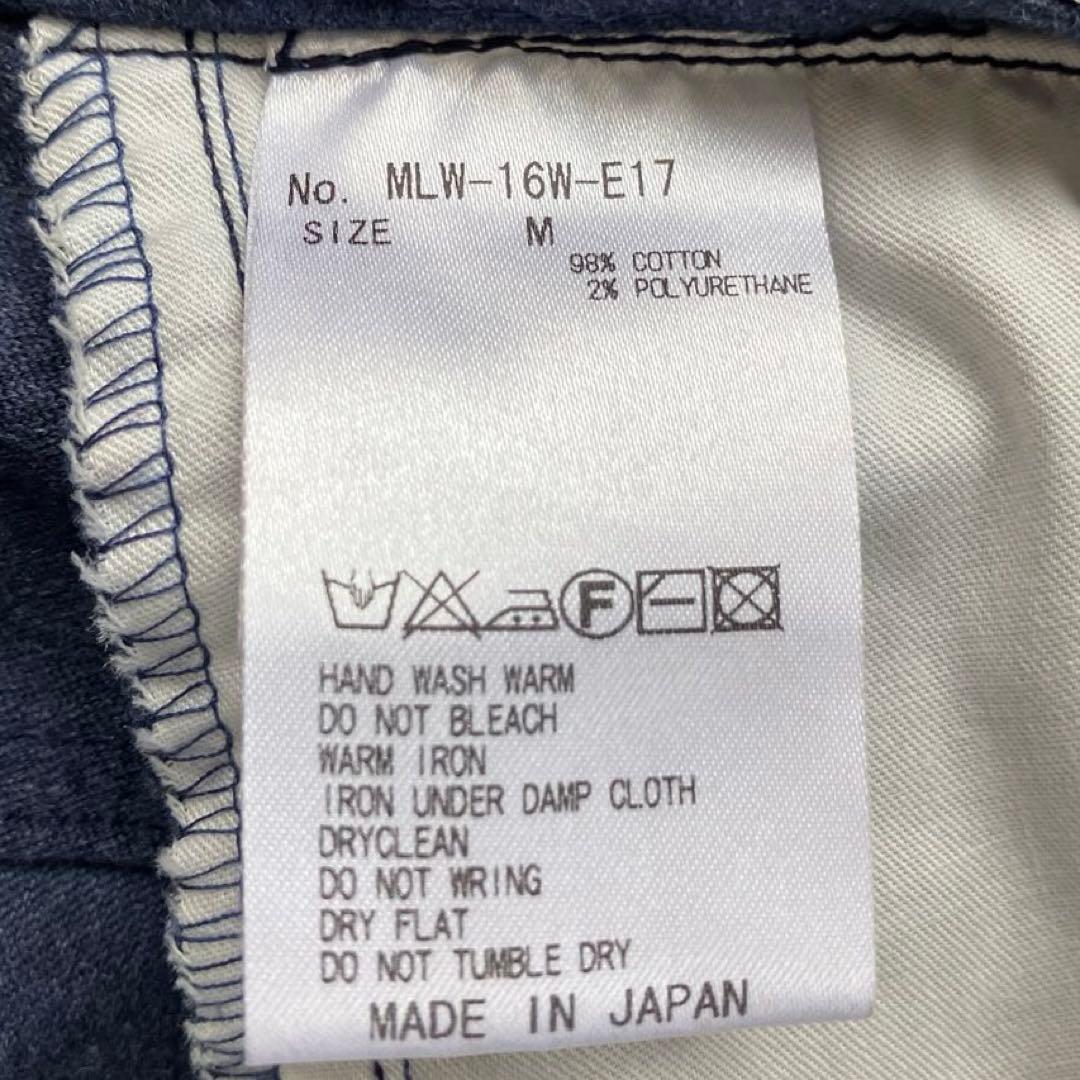 No. MLW-16W-E17
SIZE M
98% COTTON
2% POLYURETHANE
F
HAND WASH WARM
DO NOT BLEACH
WARM IRON
IRON UNDER DAMP CLOTH
DRYCLEAN
DO NOT WRING
DRY FLAT
DO NOT TUMBLE DRY
MADE IN JAPAN